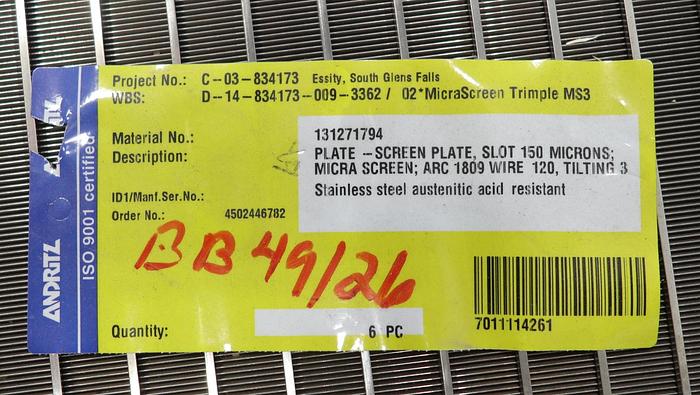 Project No.: C-03-834173 Essity, South Glens Falls
WBS: D-14-834173-009-3362 / 02*MicraScreen Trimple MS3
Material No.: 131271794
Description: PLATE -SCREEN PLATE, SLOT 150 MICRONS;
MICRA SCREEN; ARC 1809 WIRE 120, TILTING 3
Stainless steel austenitic acid resistant
ID1/Manf.Ser.No.:
Order No.: 4502446782
BB49/26
Quantity: 6 PC
7011114261
ANDRITZ
ISO 9001 certified